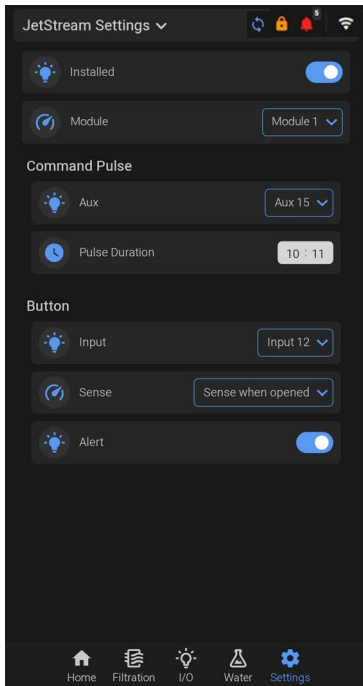 JetStream Settings
5
Installed
Module Module 1
Command Pulse
Aux Aux 15
Pulse Duration 10 : 11
Button
Input Input 12
Sense Sense when opened
Alert
Home Filtration I/O Water Settings